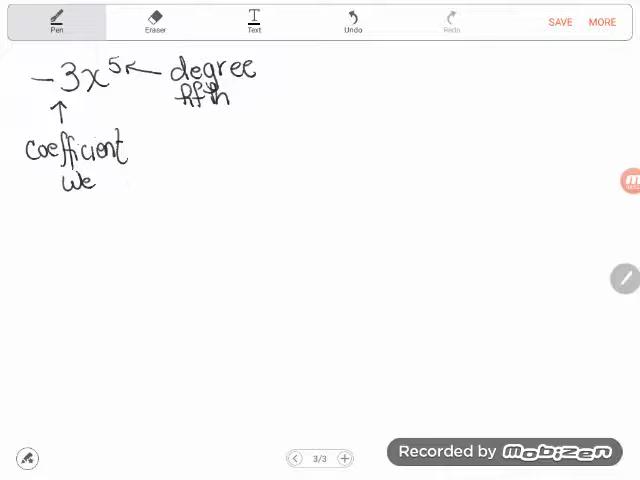 Pen Eraser Text Undo Redo SAVE MORE
-3x⁵ ← degree
fifth
↑
coefficient
we
3/3
Recorded by mobizen